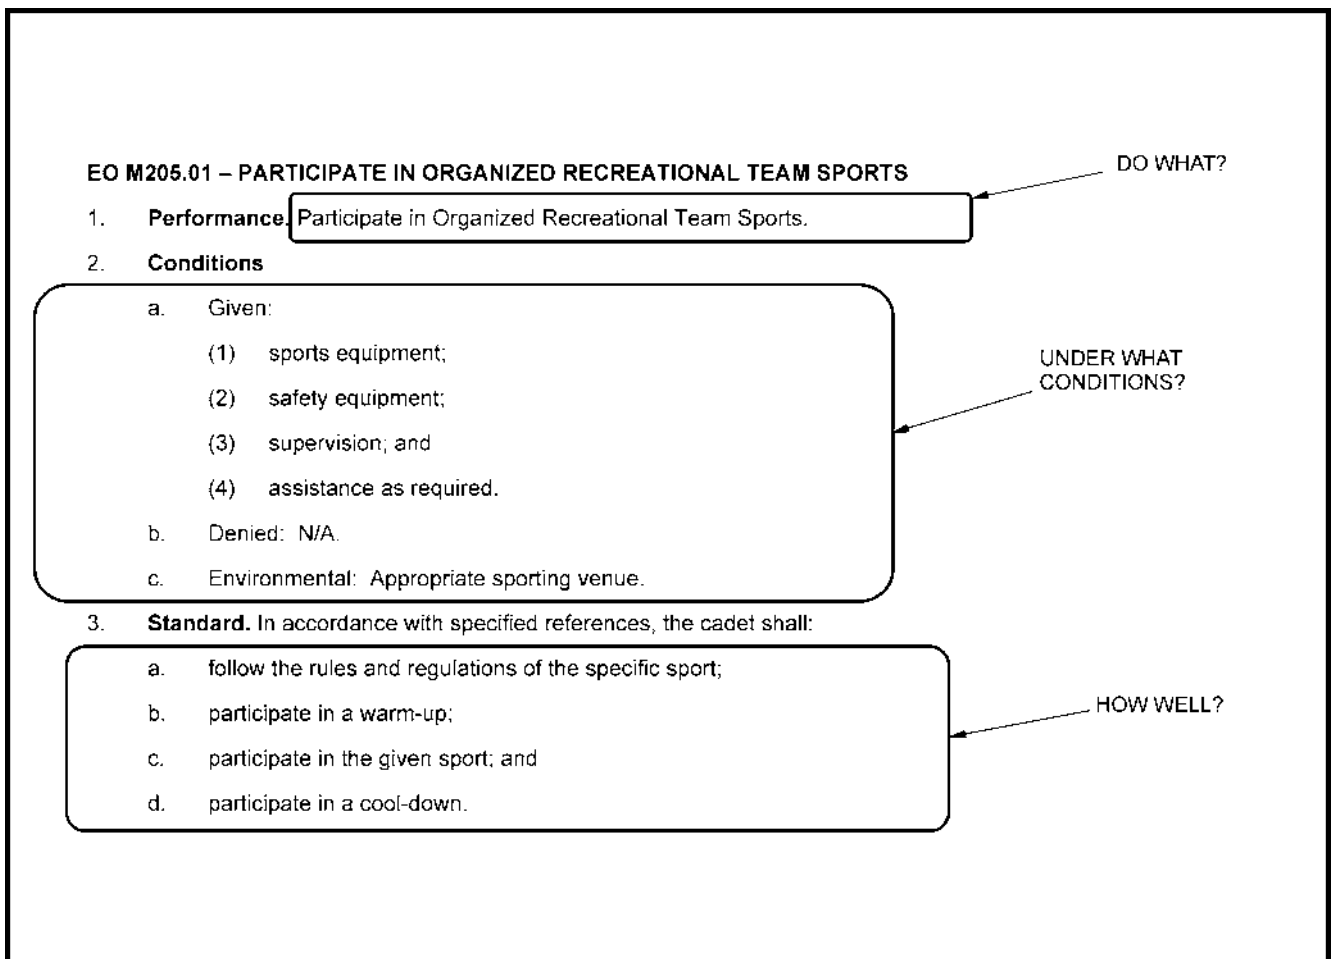 DO WHAT?
EO M205.01 – PARTICIPATE IN ORGANIZED RECREATIONAL TEAM SPORTS
1. Performance. Participate in Organized Recreational Team Sports.
2. Conditions
a. Given:
(1) sports equipment;
(2) safety equipment;
(3) supervision; and
(4) assistance as required.
UNDER WHAT
CONDITIONS?
b. Denied: N/A.
c. Environmental: Appropriate sporting venue.
3. Standard. In accordance with specified references, the cadet shall:
a. follow the rules and regulations of the specific sport;
b. participate in a warm-up;
c. participate in the given sport; and
d. participate in a cool-down.
HOW WELL?